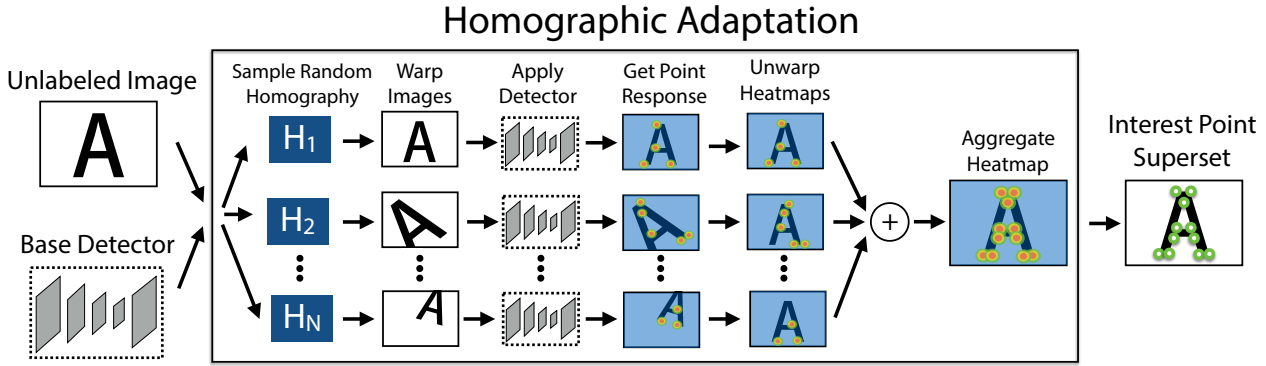 Homographic Adaptation
Unlabeled Image
A
Base Detector
Sample Random
Homography
Warp
Images
Apply
Detector
Get Point
Response
Unwarp
Heatmaps
H1
A
A
A
H2
A
A
A
HN
A
A
A
+
Aggregate
Heatmap
A
Interest Point
Superset
A